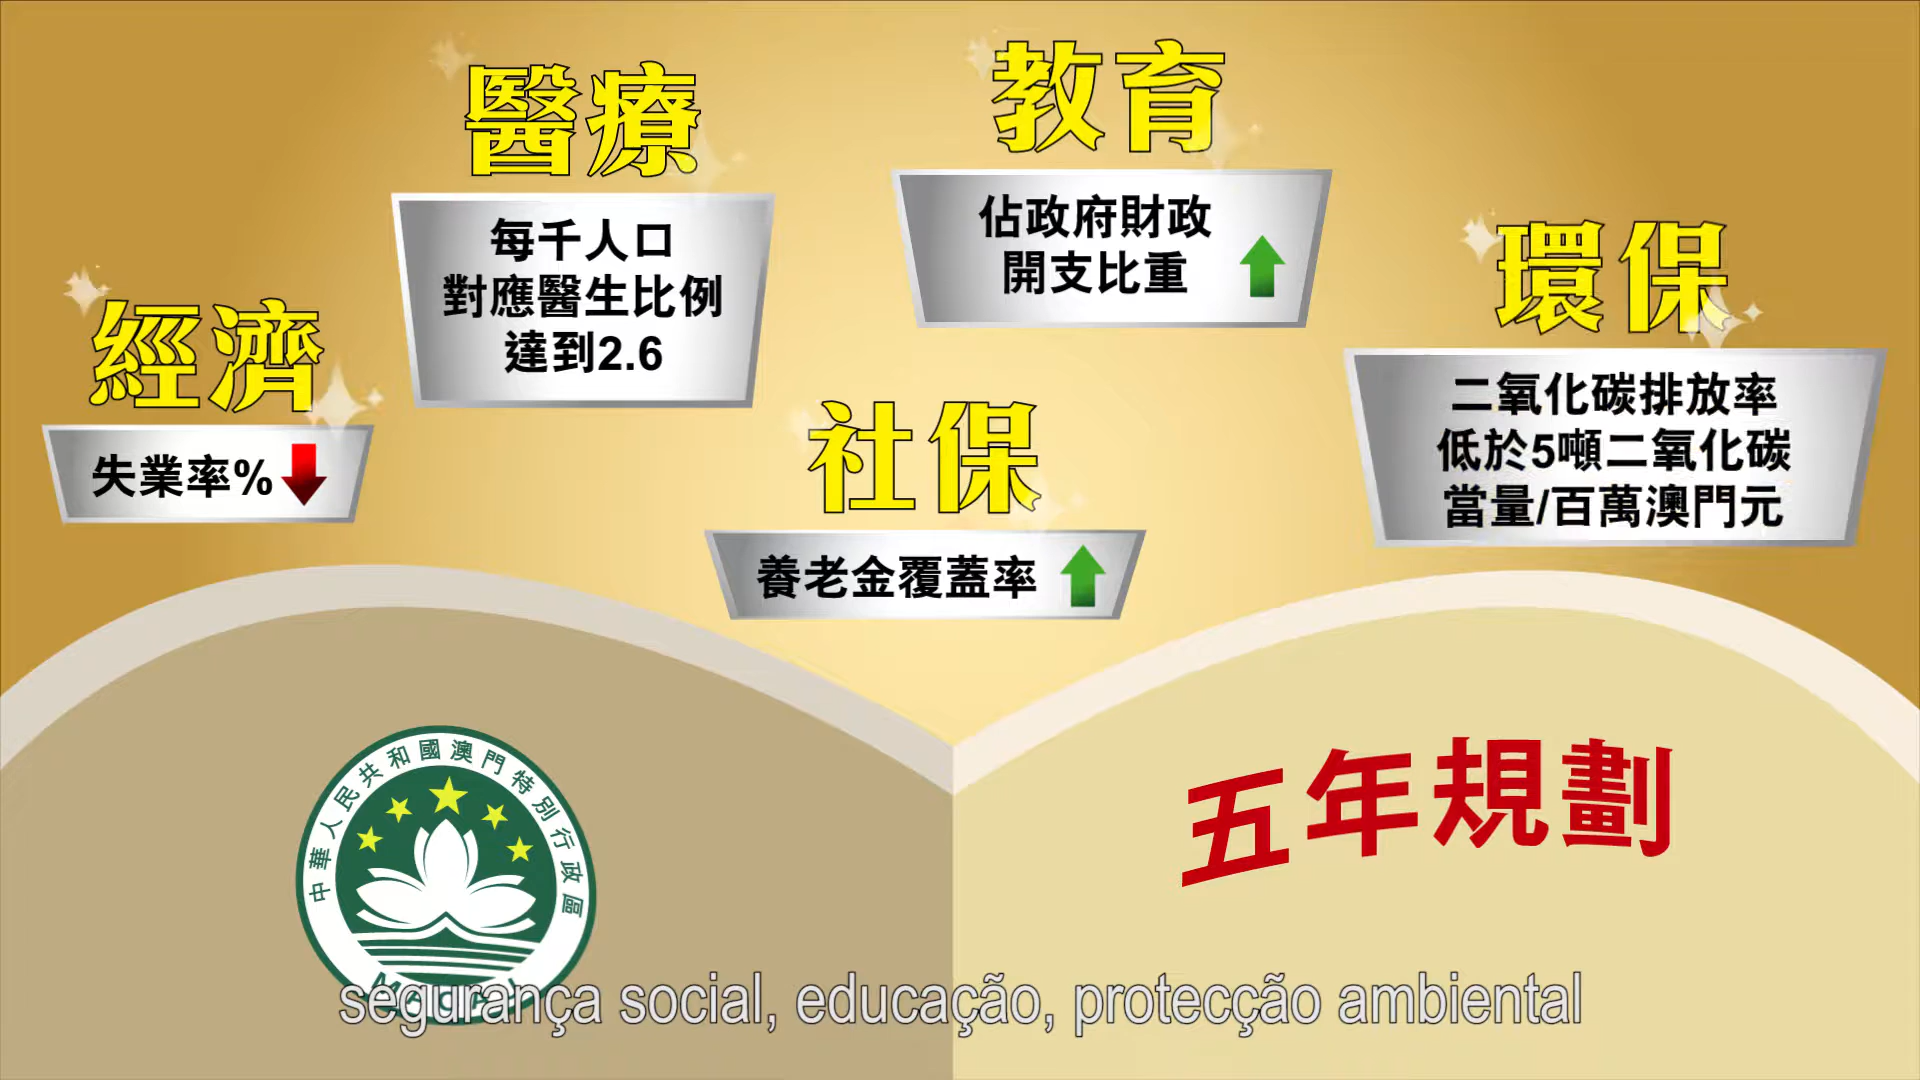 醫療
每千人口
對應醫生比例
達到2.6
教育
佔政府財政
開支比重
環保
二氧化碳排放率
低於5噸二氧化碳
當量/百萬澳門元
經濟
失業率%
社保
養老金覆蓋率
五年規劃
中華人民共和國澳門特別行政區
segurança social, educação, protecção ambiental